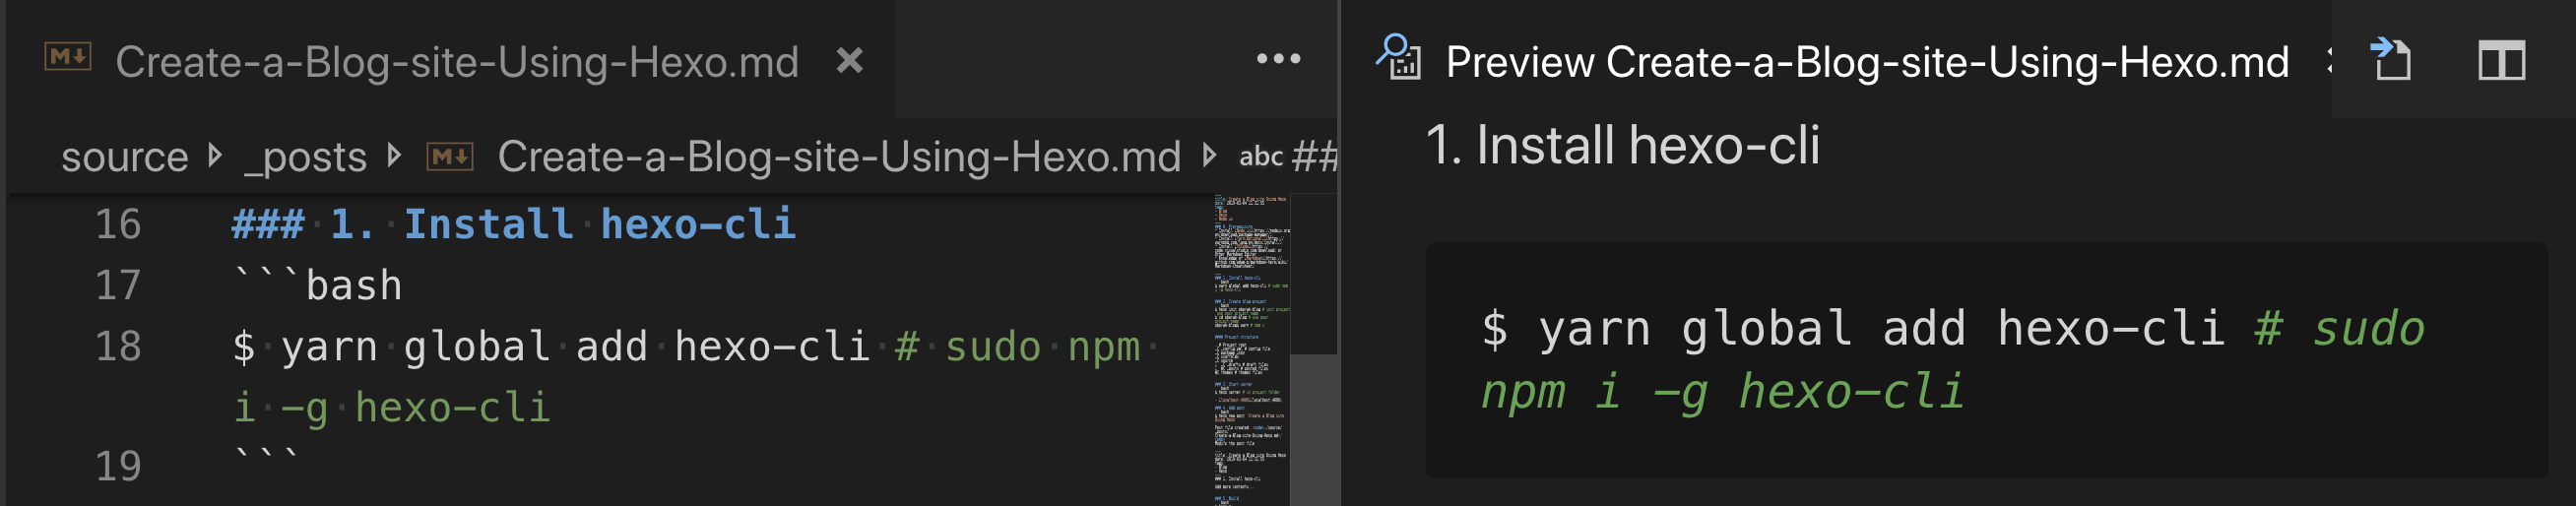 Create-a-Blog-site-Using-Hexo.md
source _posts Create-a-Blog-site-Using-Hexo.md abc ##
16 ### 1. Install hexo-cli
17 ```bash
18 $ yarn global add hexo-cli # sudo npm
i -g hexo-cli
19 ```
Preview Create-a-Blog-site-Using-Hexo.md
1. Install hexo-cli
$ yarn global add hexo-cli # sudo
npm i -g hexo-cli